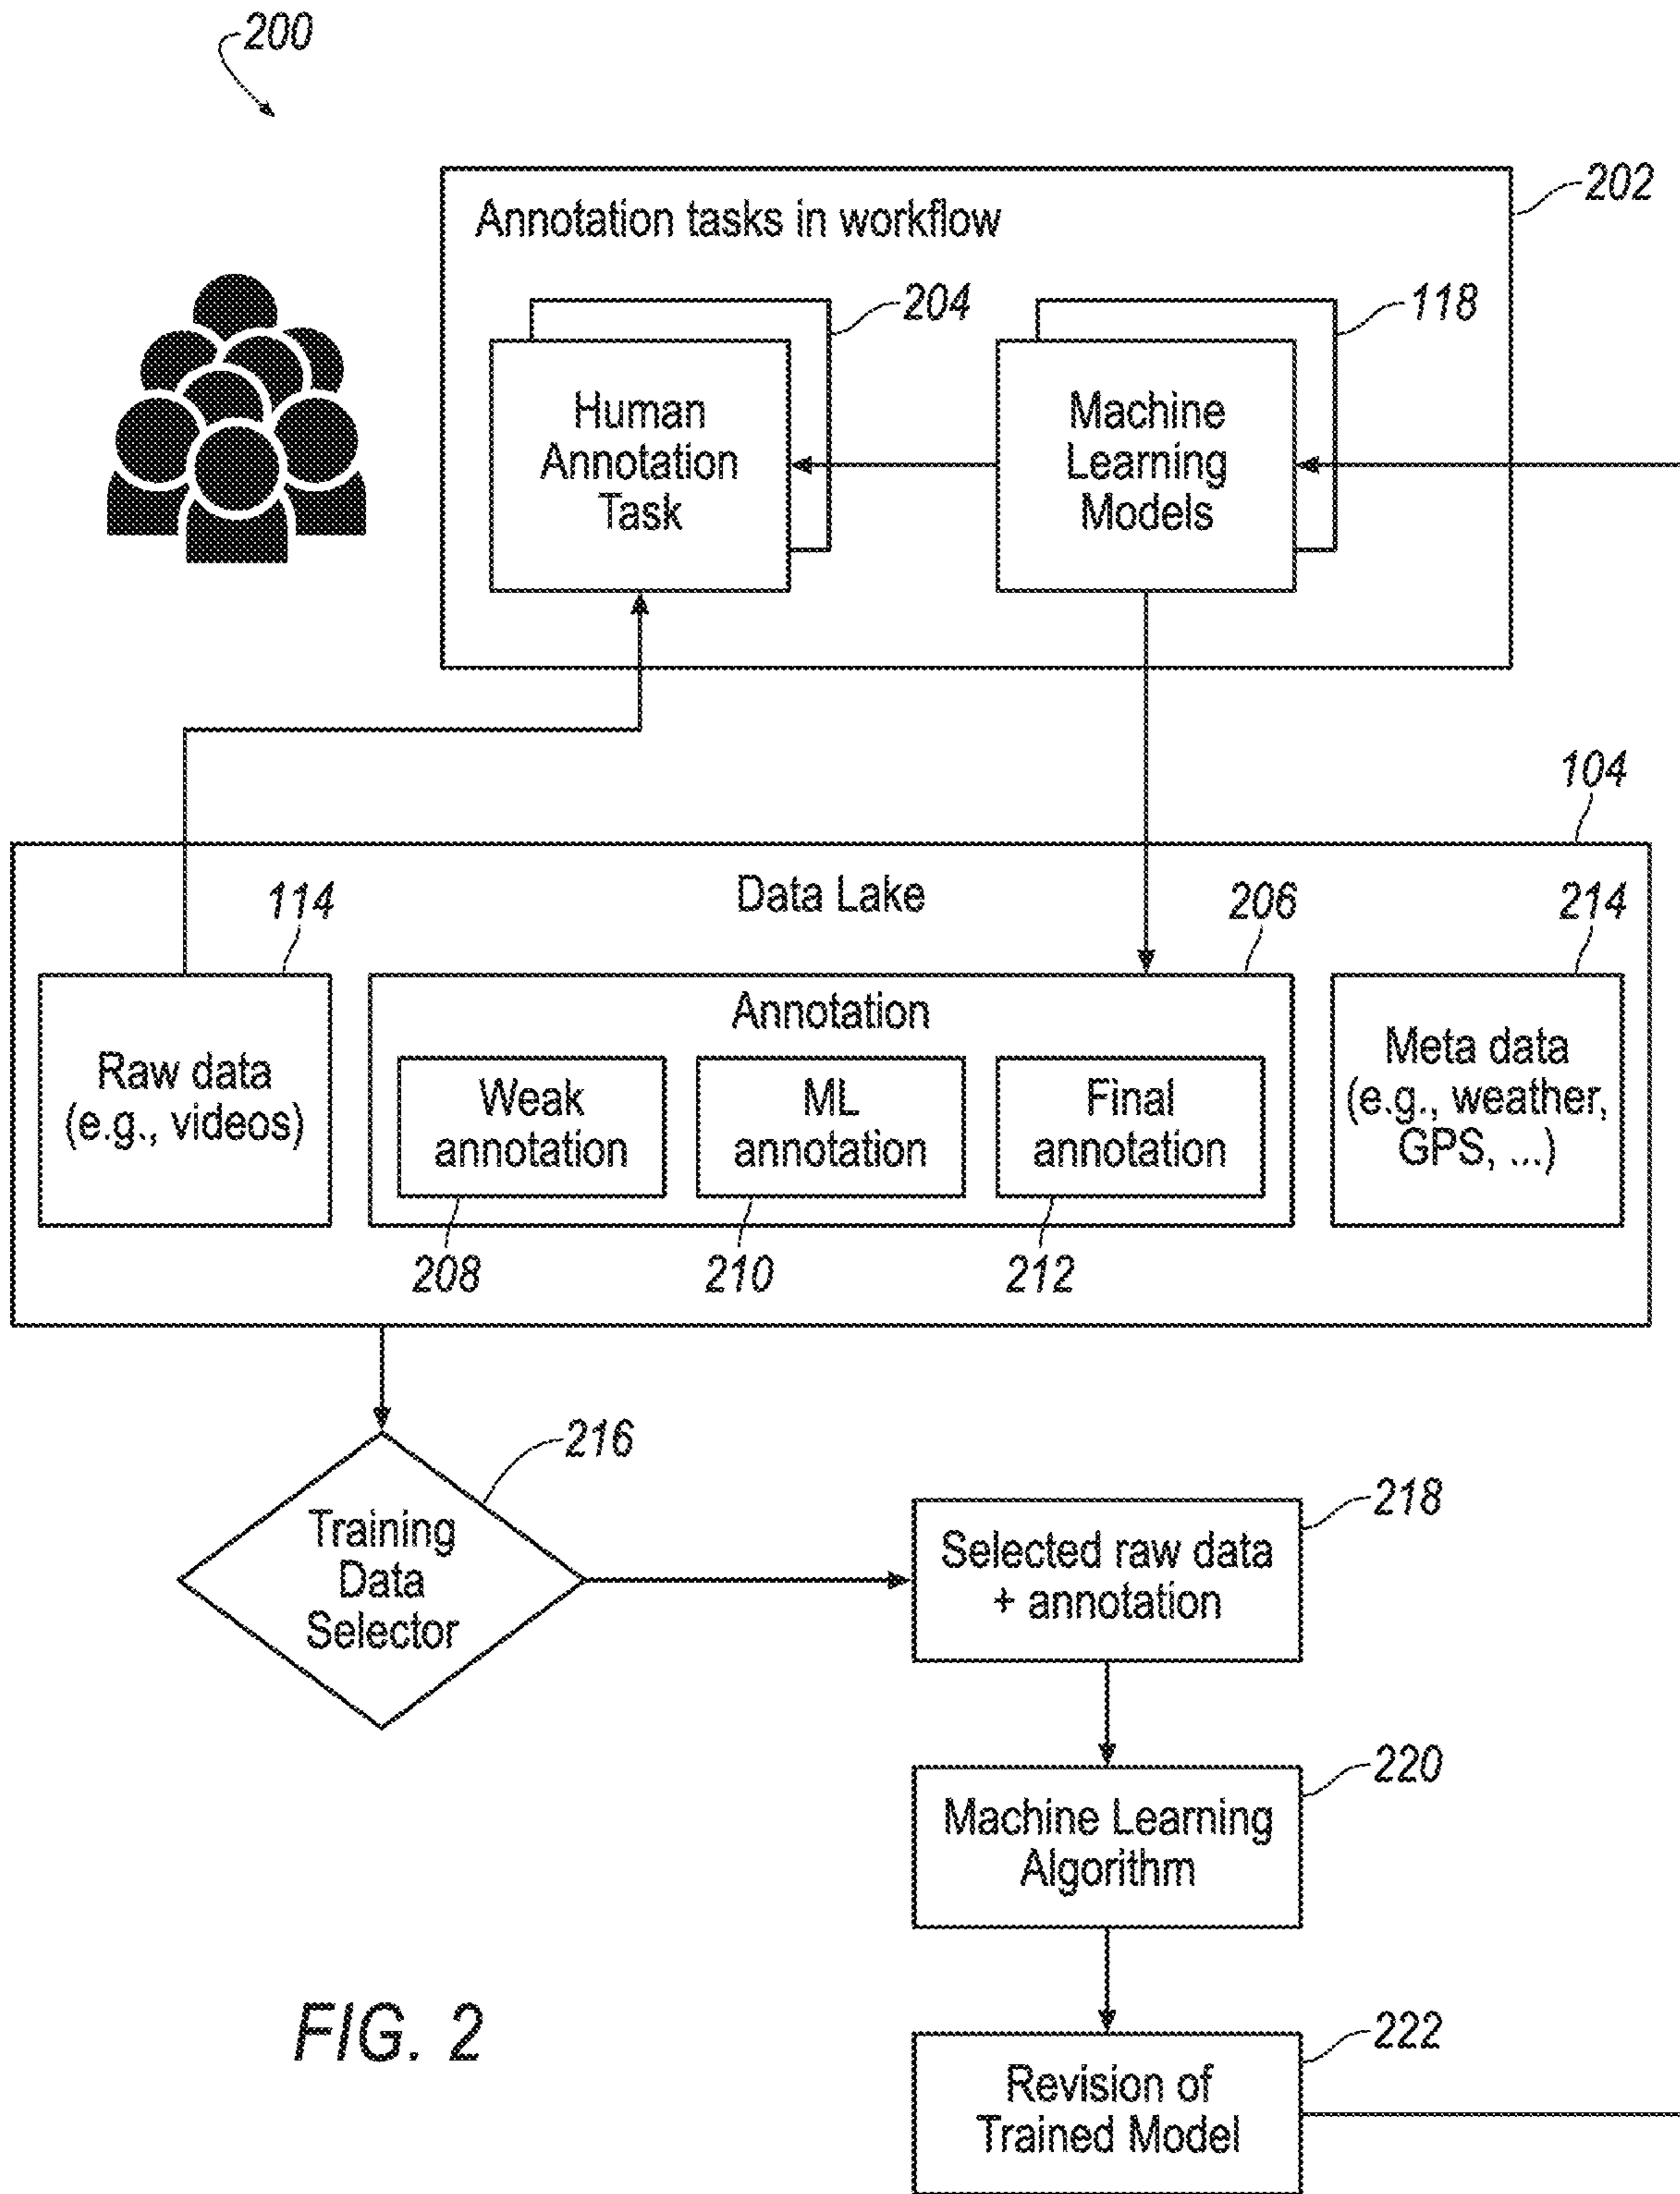 200
202
Annotation tasks in workflow
204
118
Human
Annotation
Task
Machine
Learning
Models
104
Data Lake
114
206
214
Raw data
(e.g., videos)
Annotation
Weak
annotation
ML
annotation
Final
annotation
Meta data
(e.g., weather,
GPS, ...)
208
210
212
216
Training
Data
Selector
218
Selected raw data
+ annotation
220
Machine Learning
Algorithm
222
Revision of
Trained Model
FIG. 2